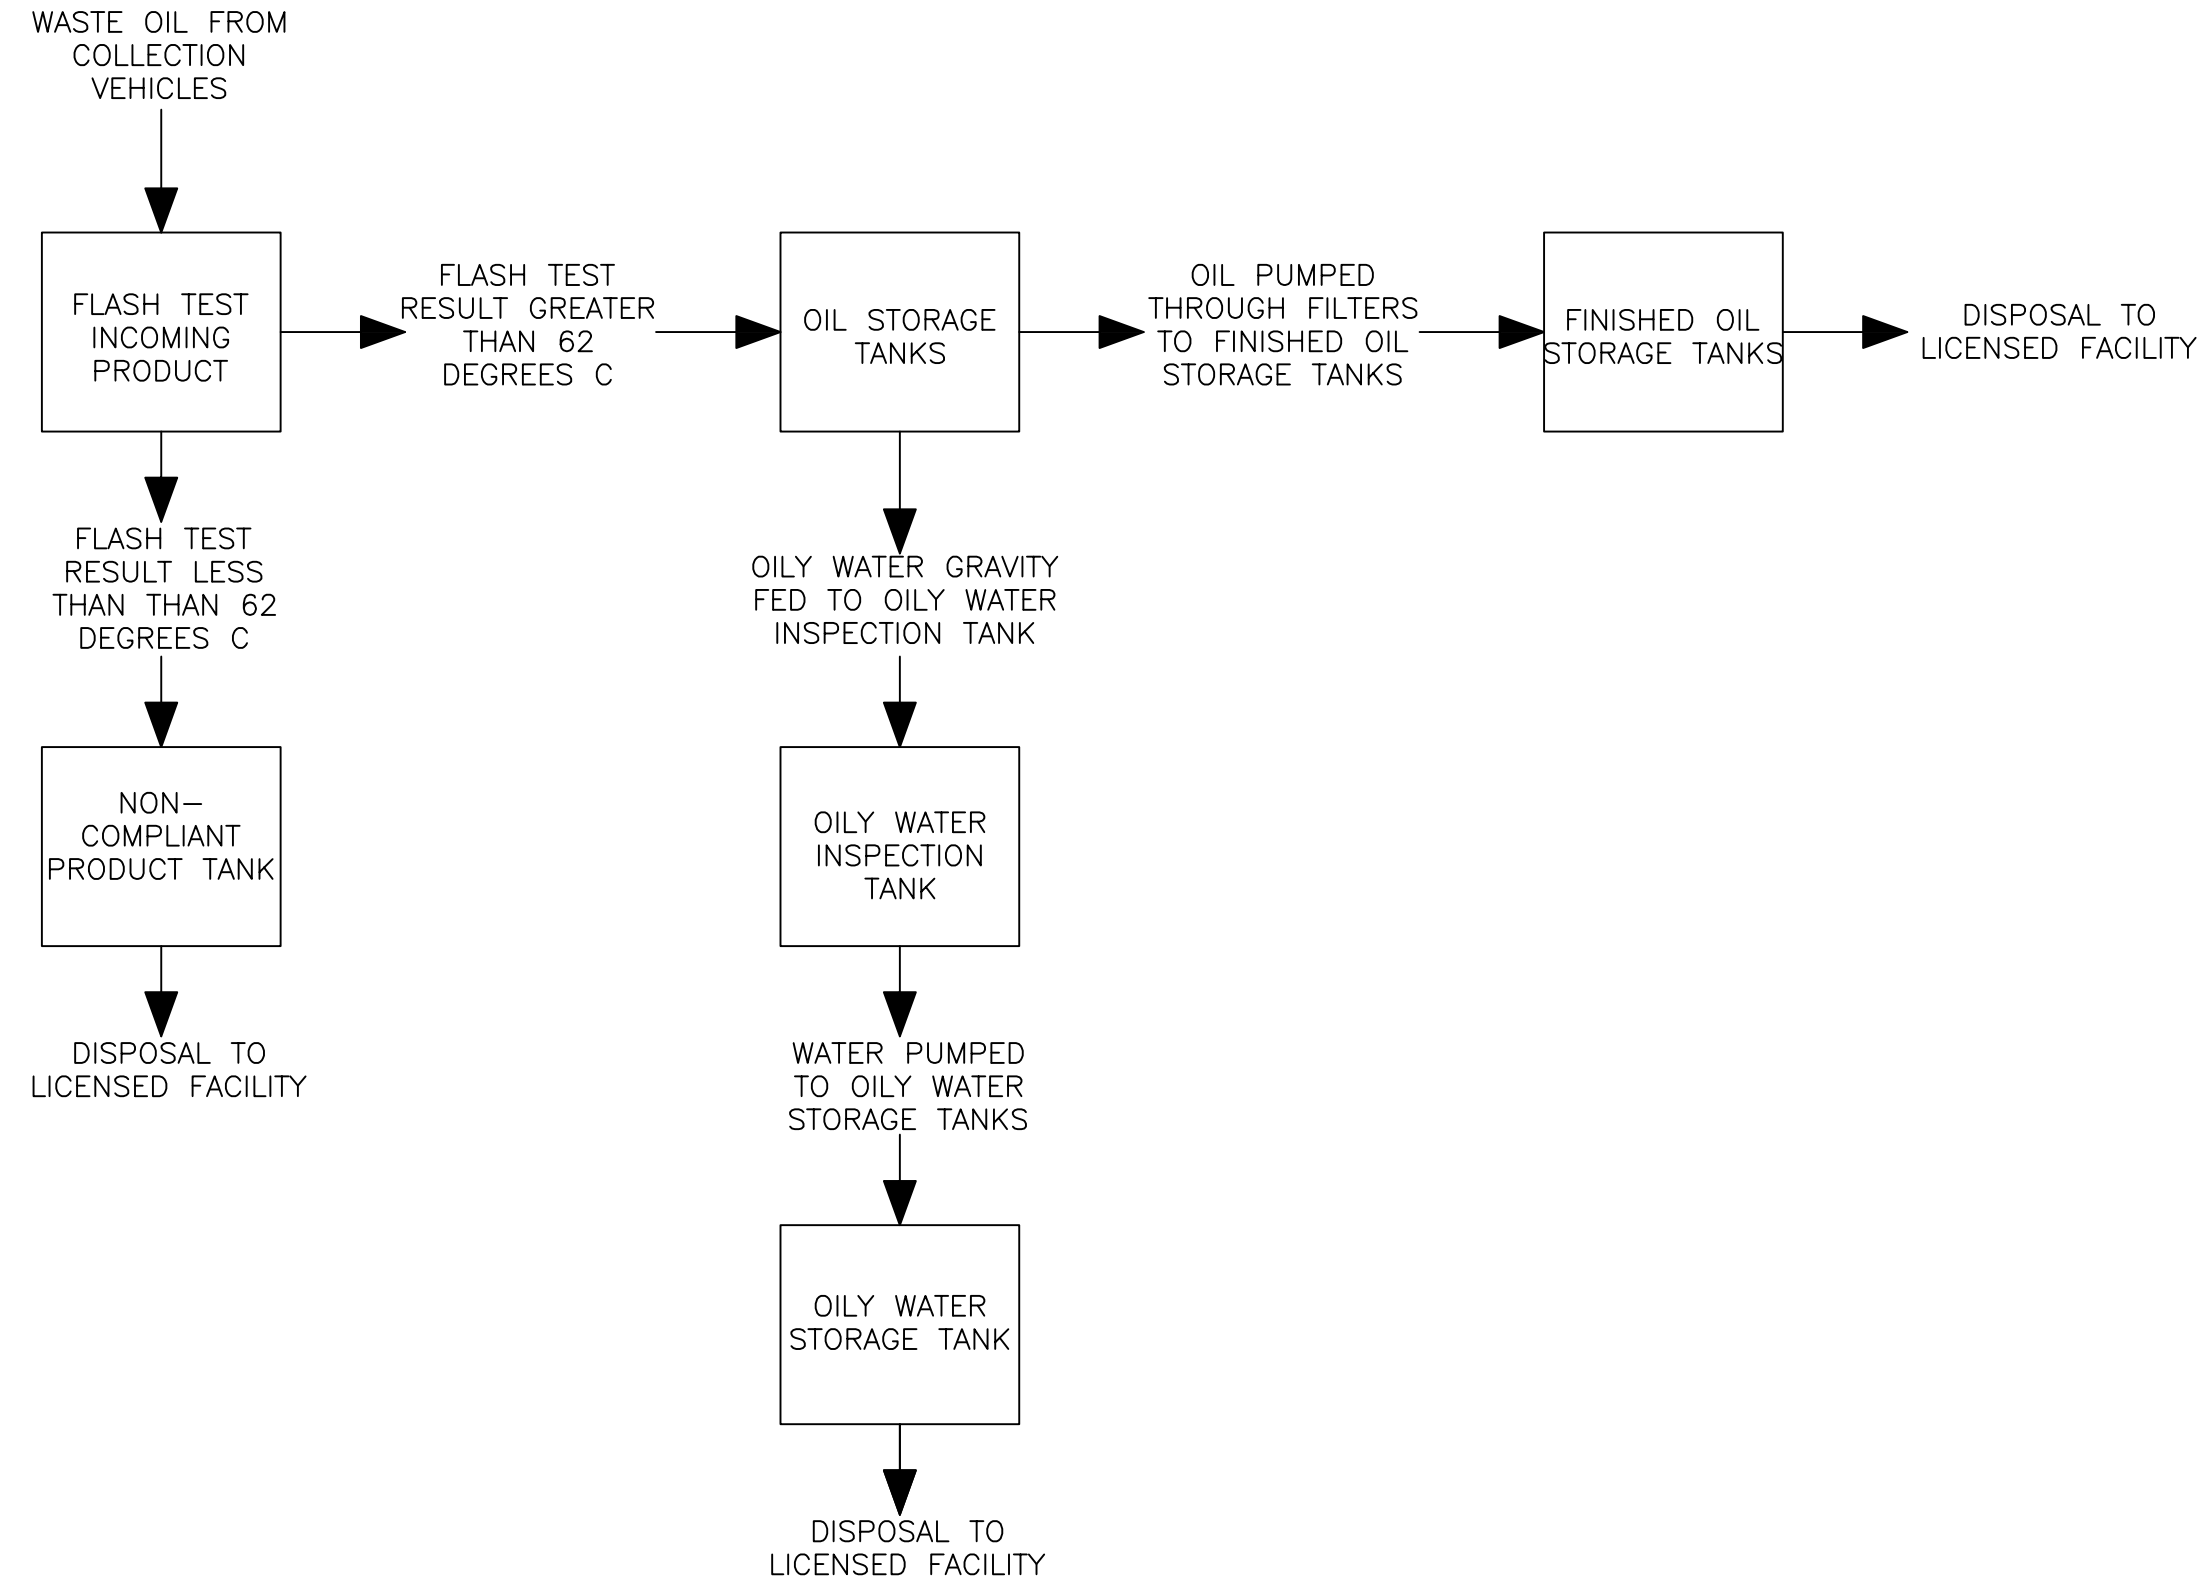 WASTE OIL FROM
COLLECTION
VEHICLES
FLASH TEST
INCOMING
PRODUCT
FLASH TEST
RESULT GREATER
THAN 62
DEGREES C
OIL STORAGE
TANKS
OIL PUMPED
THROUGH FILTERS
TO FINISHED OIL
STORAGE TANKS
FINISHED OIL
STORAGE TANKS
DISPOSAL TO
LICENSED FACILITY
FLASH TEST
RESULT LESS
THAN THAN 62
DEGREES C
OILY WATER GRAVITY
FED TO OILY WATER
INSPECTION TANK
NON-
COMPLIANT
PRODUCT TANK
OILY WATER
INSPECTION
TANK
DISPOSAL TO
LICENSED FACILITY
WATER PUMPED
TO OILY WATER
STORAGE TANKS
OILY WATER
STORAGE TANK
DISPOSAL TO
LICENSED FACILITY